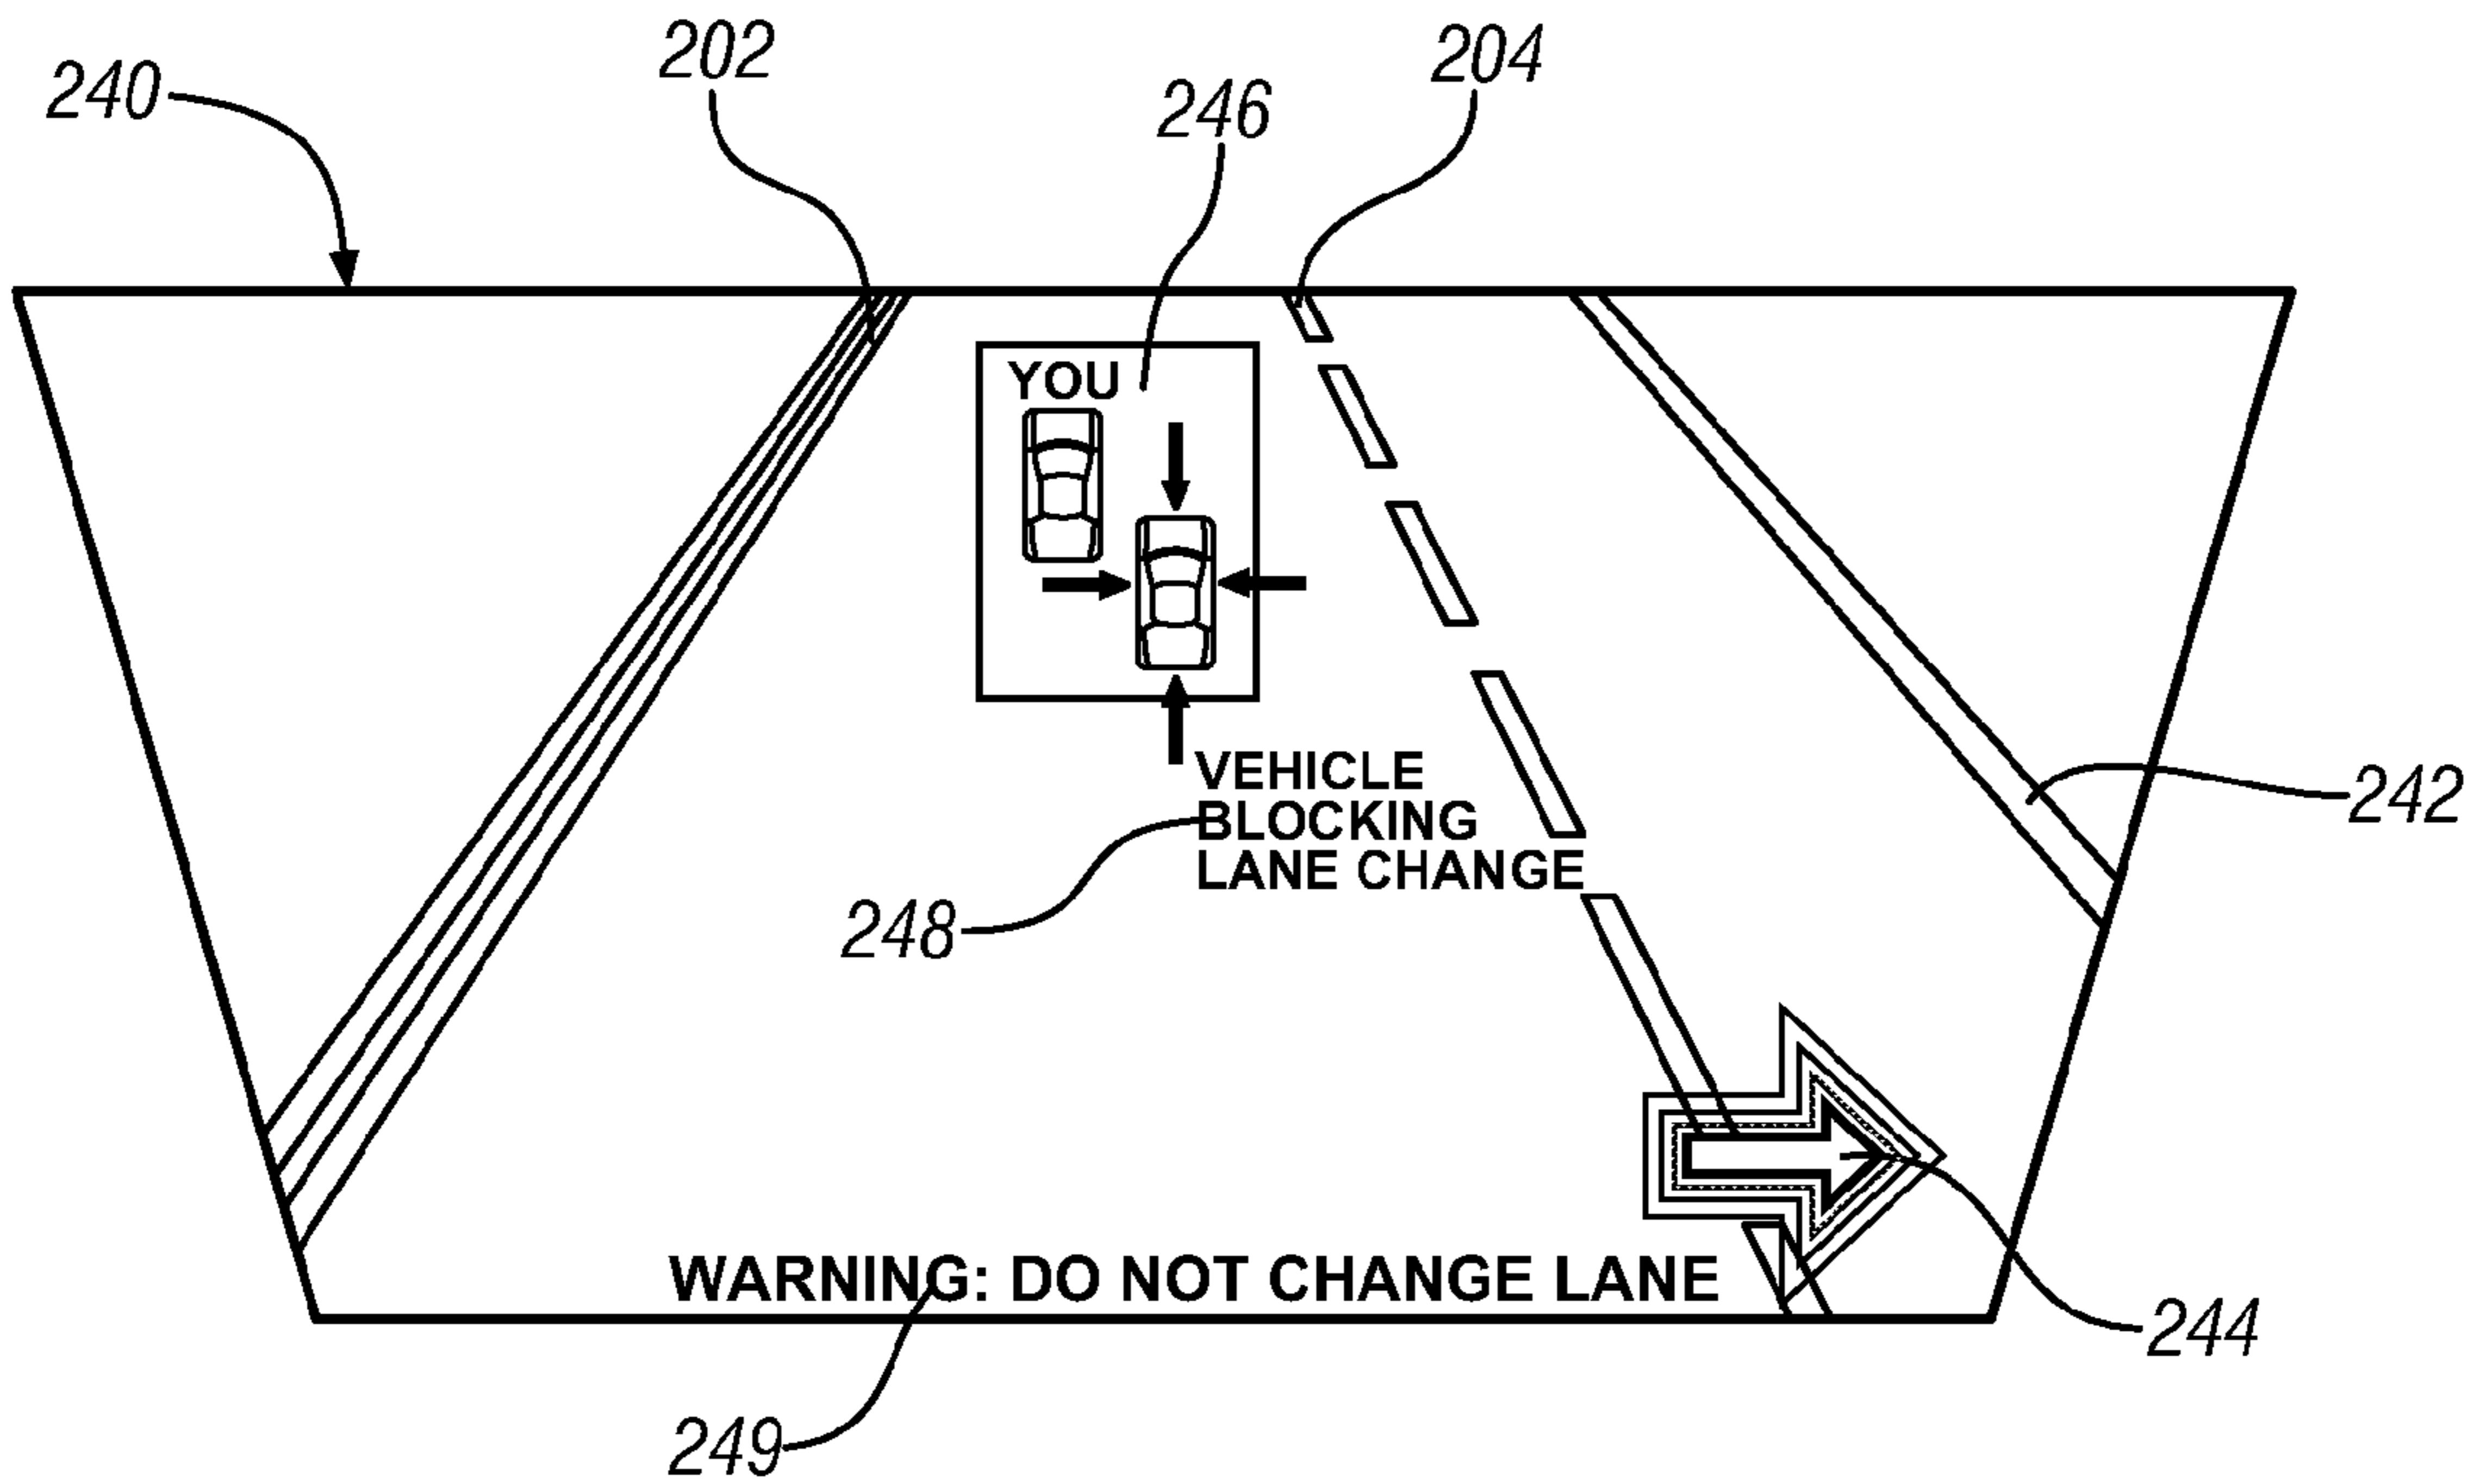 202
204
240
246
YOU
VEHICLE
BLOCKING
LANE CHANGE
242
248
WARNING: DO NOT CHANGE LANE
244
249